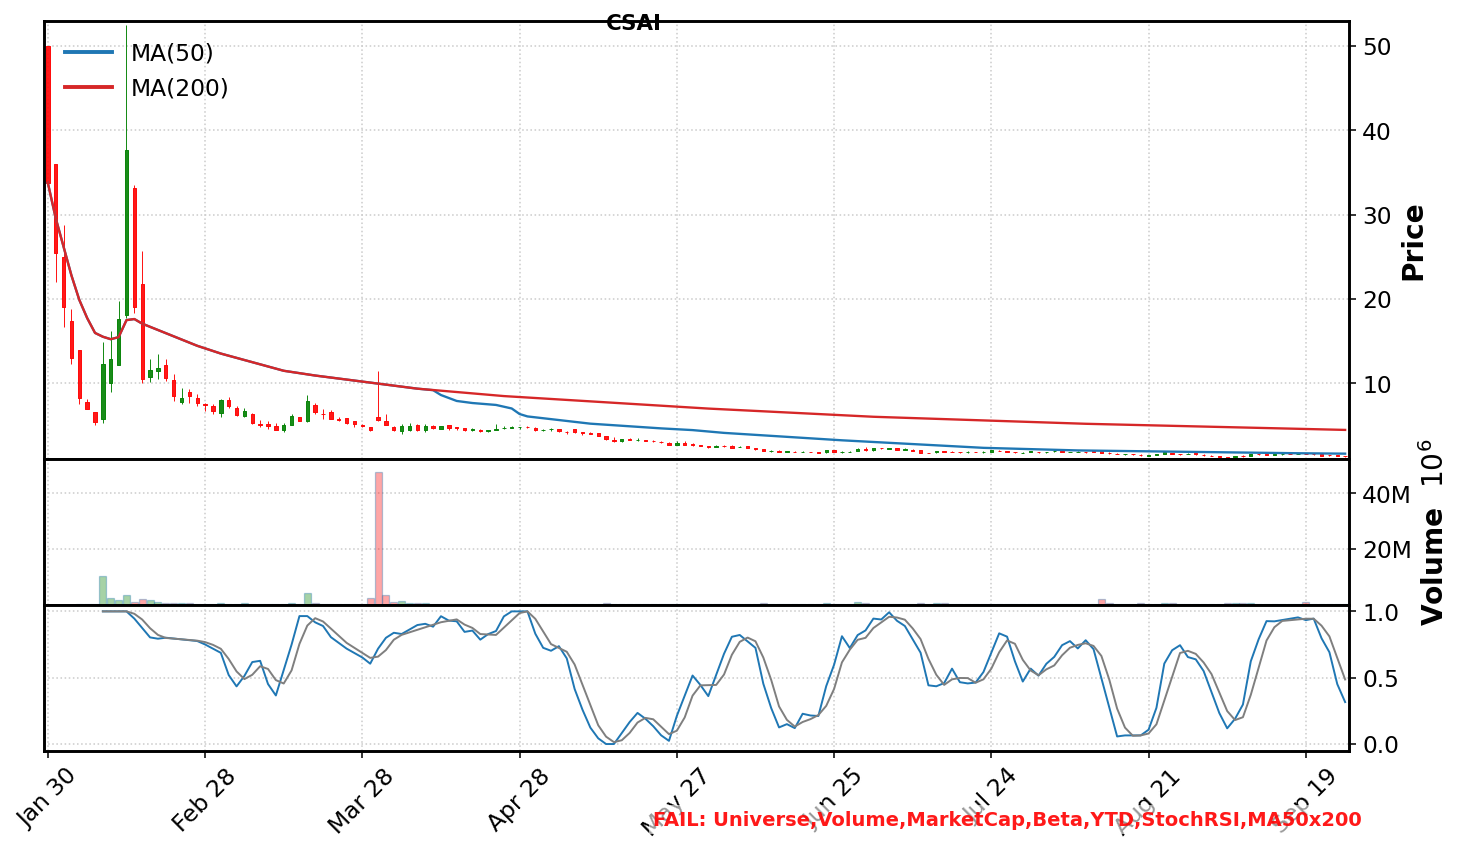 CSAI
MA(50)
MA(200)
50
40
30
20
10
Price
40M
20M
Volume 10^6
1.0
0.5
0.0
Jan 30
Feb 28
Mar 28
Apr 28
May 27
Jun 25
Jul 24
Aug 21
Sep 19
FAIL: Universe,Volume,MarketCap,Beta,YTD,StochRSI,MA50x200